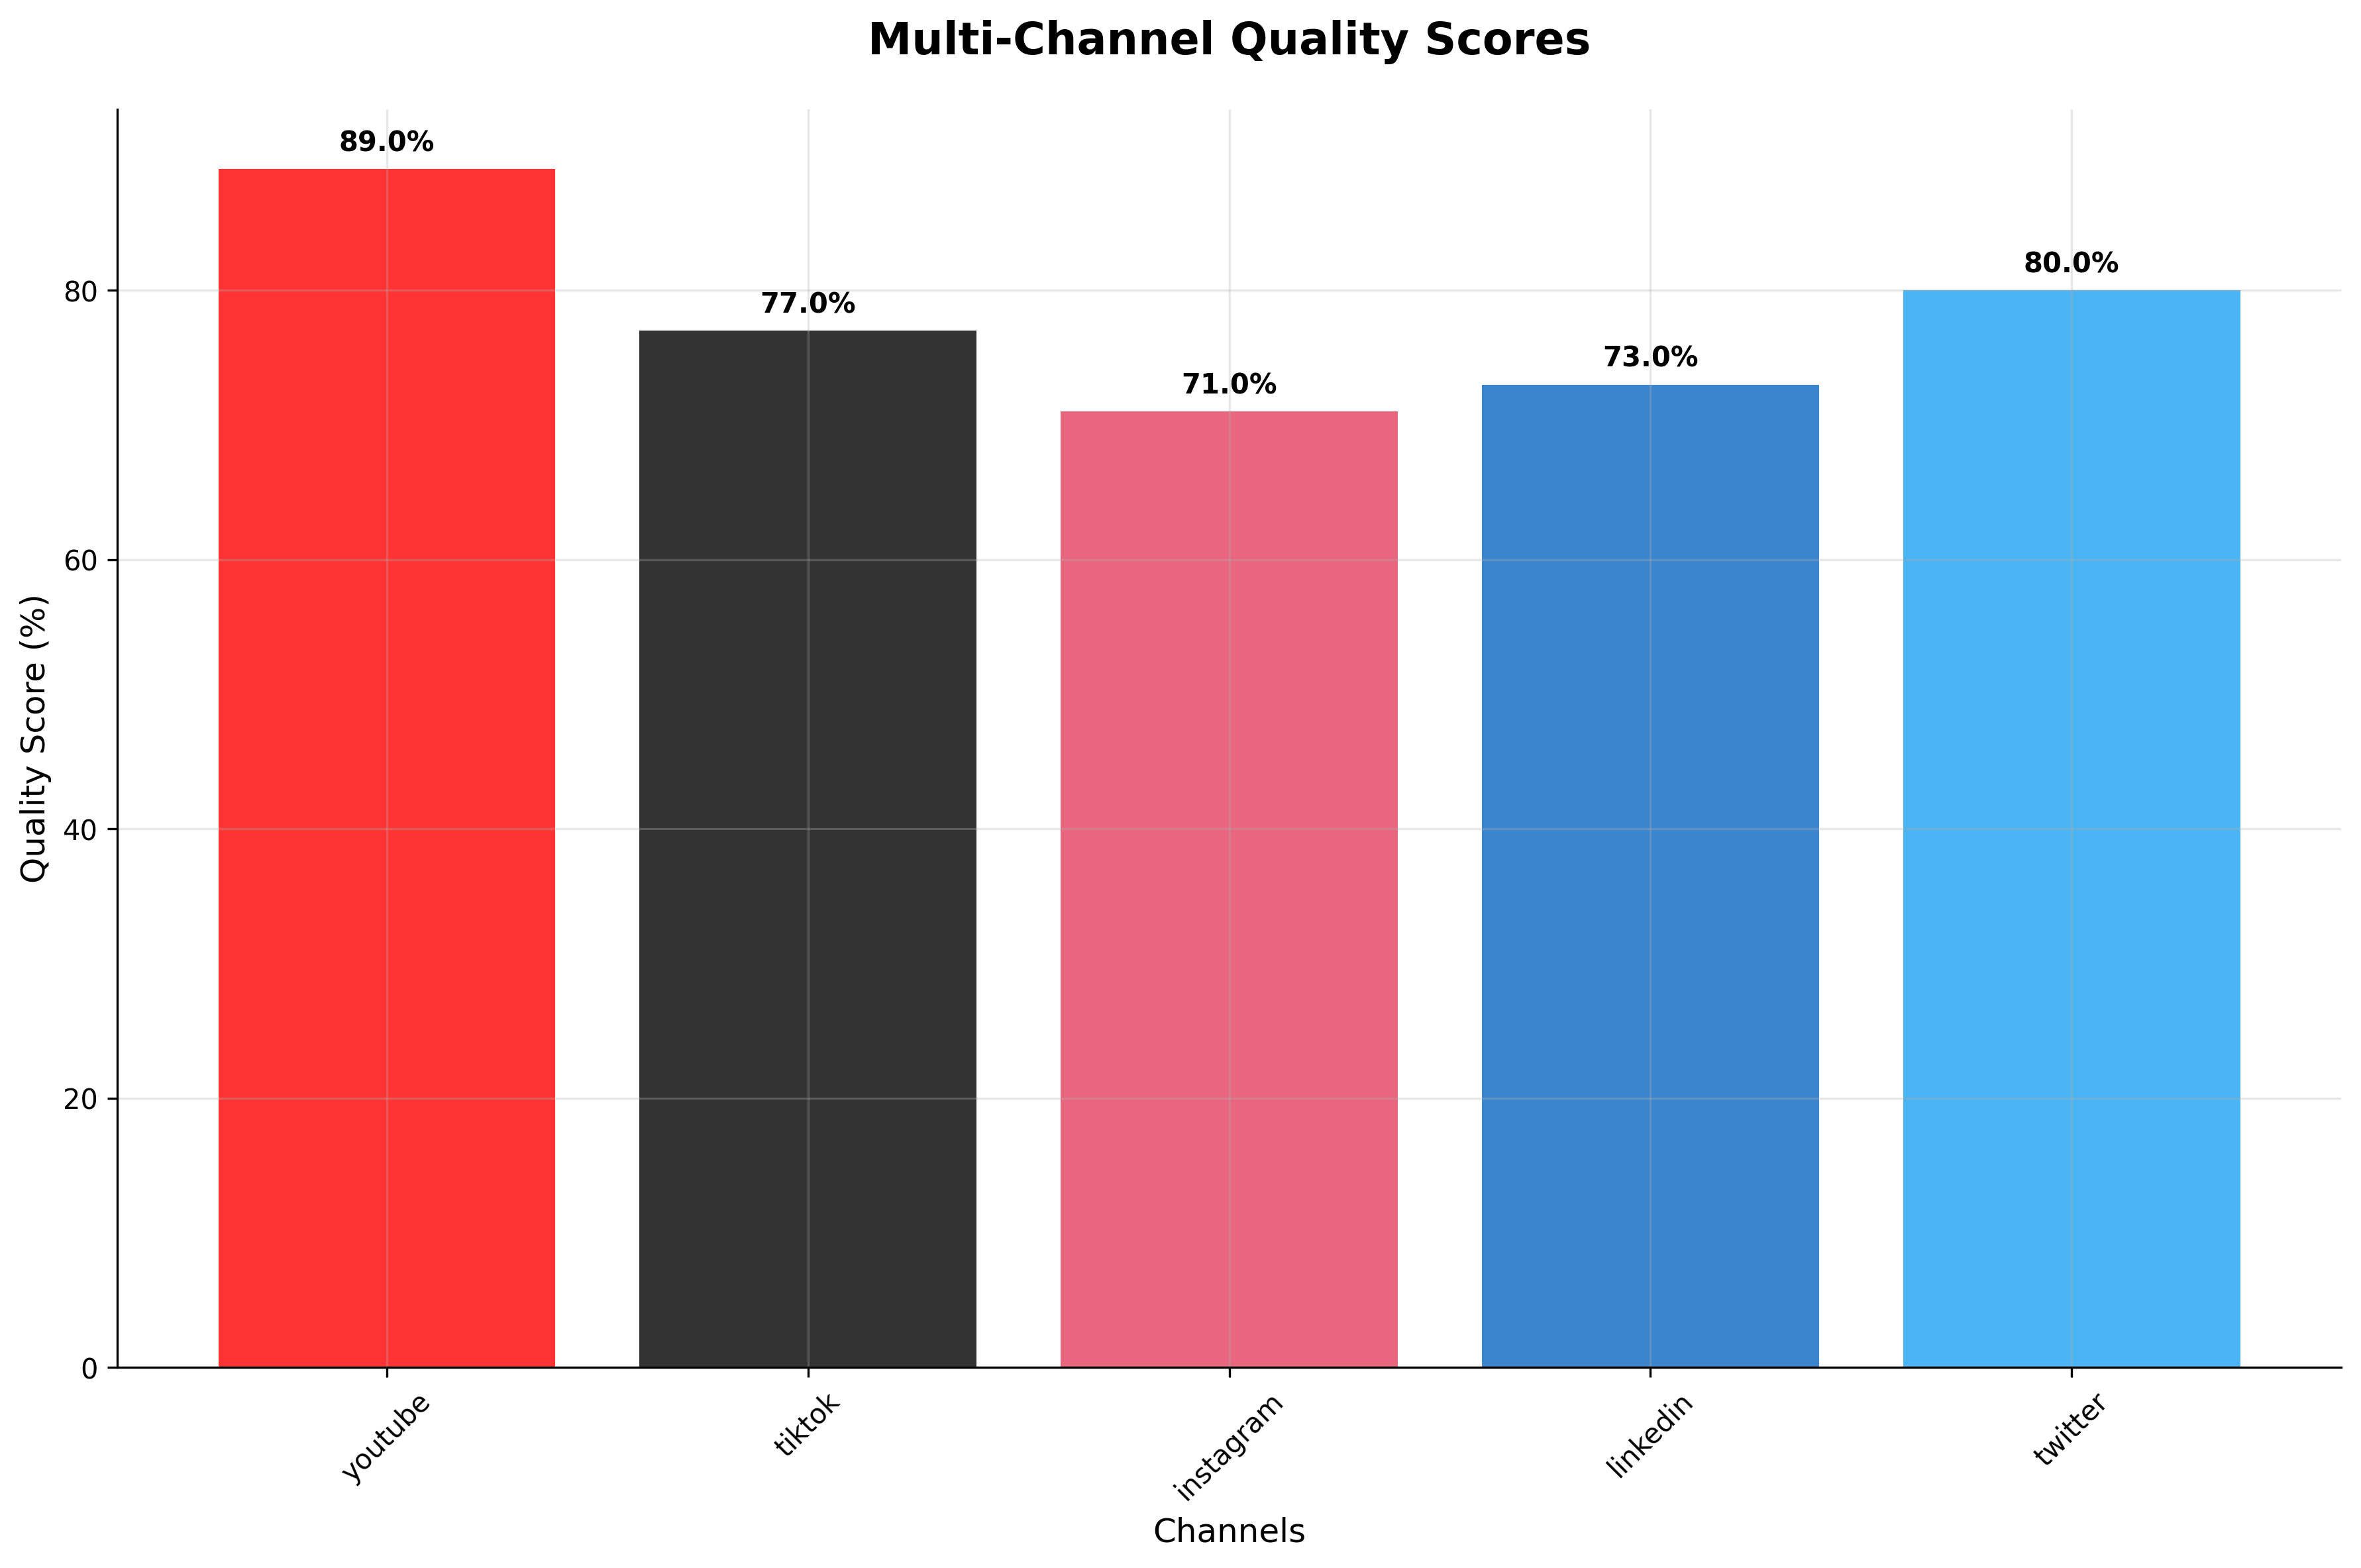 Multi-Channel Quality Scores
89.0%
77.0%
71.0%
73.0%
80.0%
80
60
40
20
0
Quality Score (%)
youtube
tiktok
instagram
linkedin
twitter
Channels